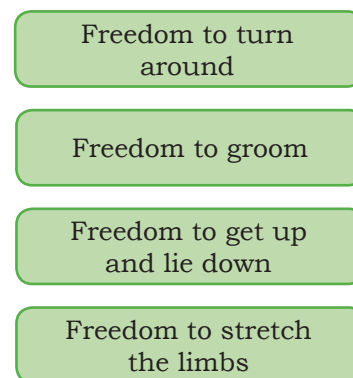 Freedom to turn
around
Freedom to groom
Freedom to get up
and lie down
Freedom to stretch
the limbs